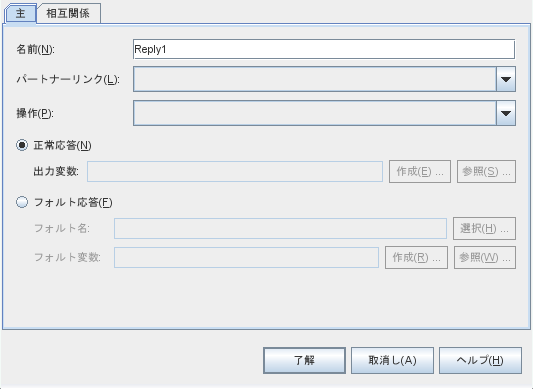 主 相互関係
名前(N): Reply1
パートナーリンク(L):
操作(P):
正常応答(N)
出力変数: 作成(E) ... 参照(S) ...
フォルト応答(F)
フォルト名: 選択(H) ...
フォルト変数: 作成(R) ... 参照(W) ...
了解 取消し(A) ヘルプ(H)